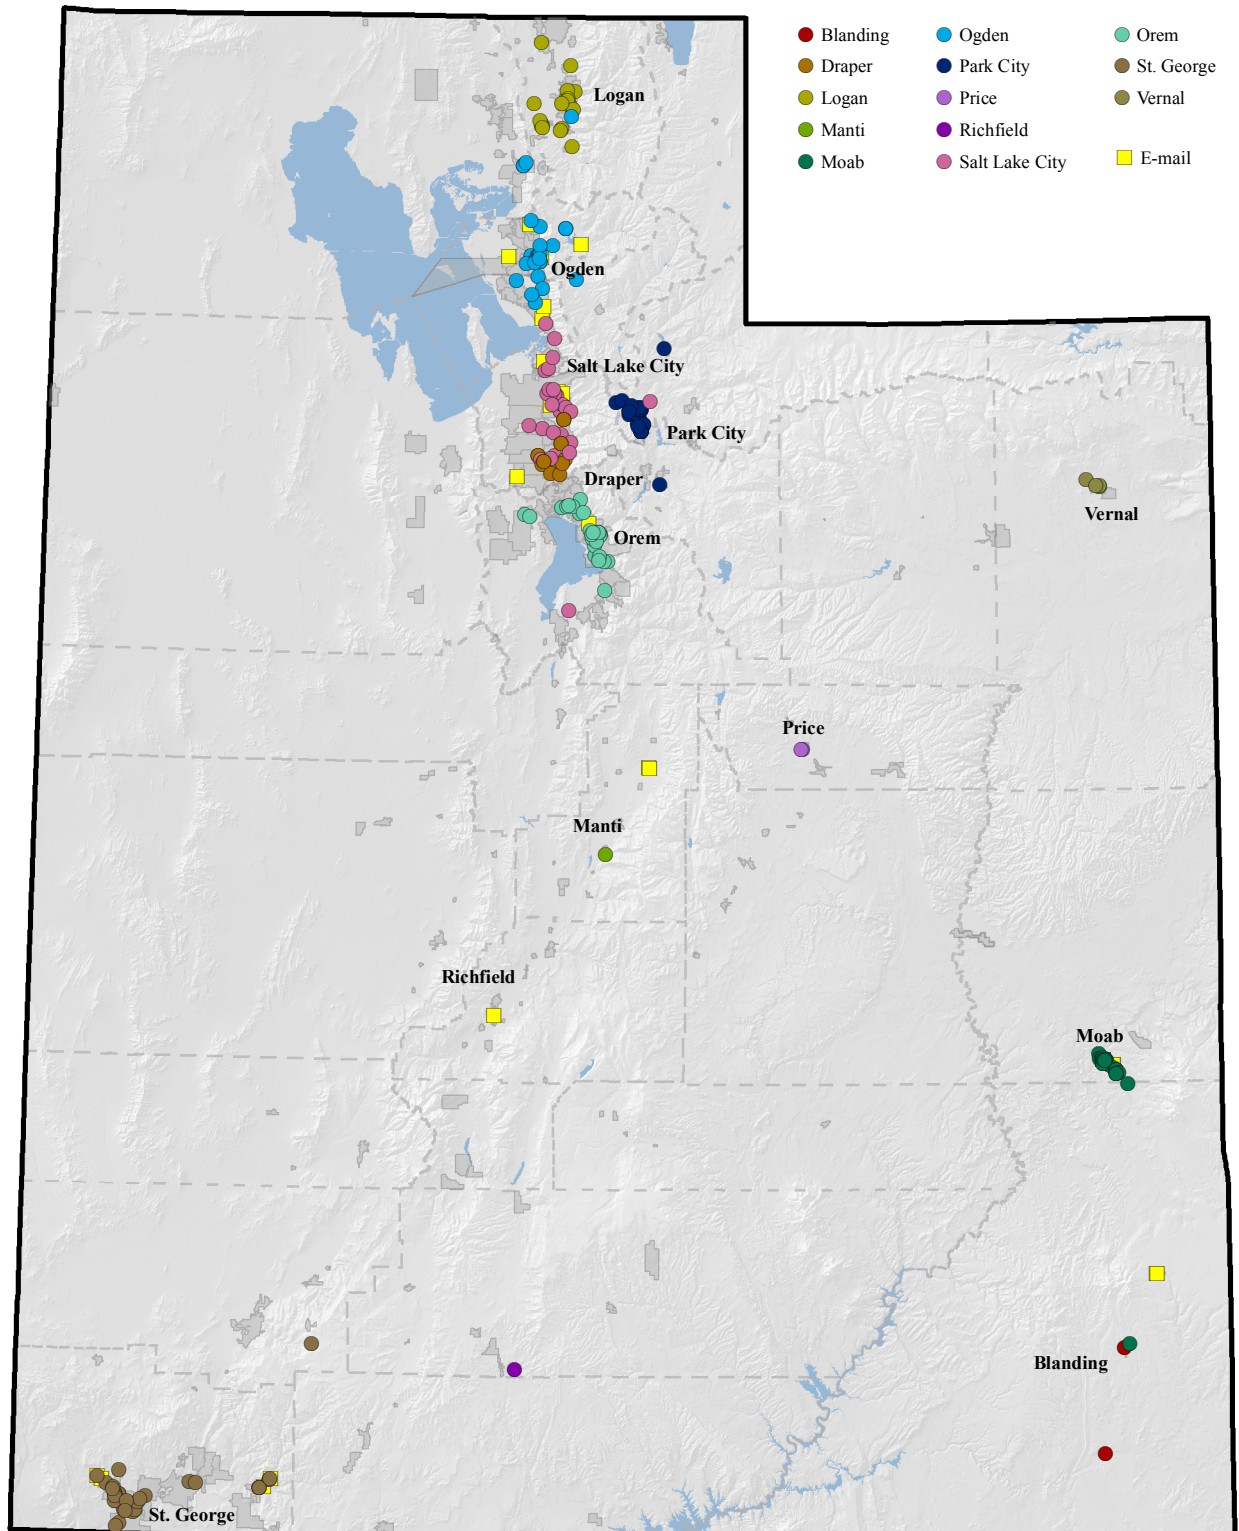 Blanding
Ogden
Orem
Draper
Park City
St. George
Logan
Price
Vernal
Manti
Richfield
Moab
Salt Lake City
E-mail
Logan
Ogden
Salt Lake City
Park City
Draper
Vernal
Orem
Price
Manti
Richfield
Moab
Blanding
St. George